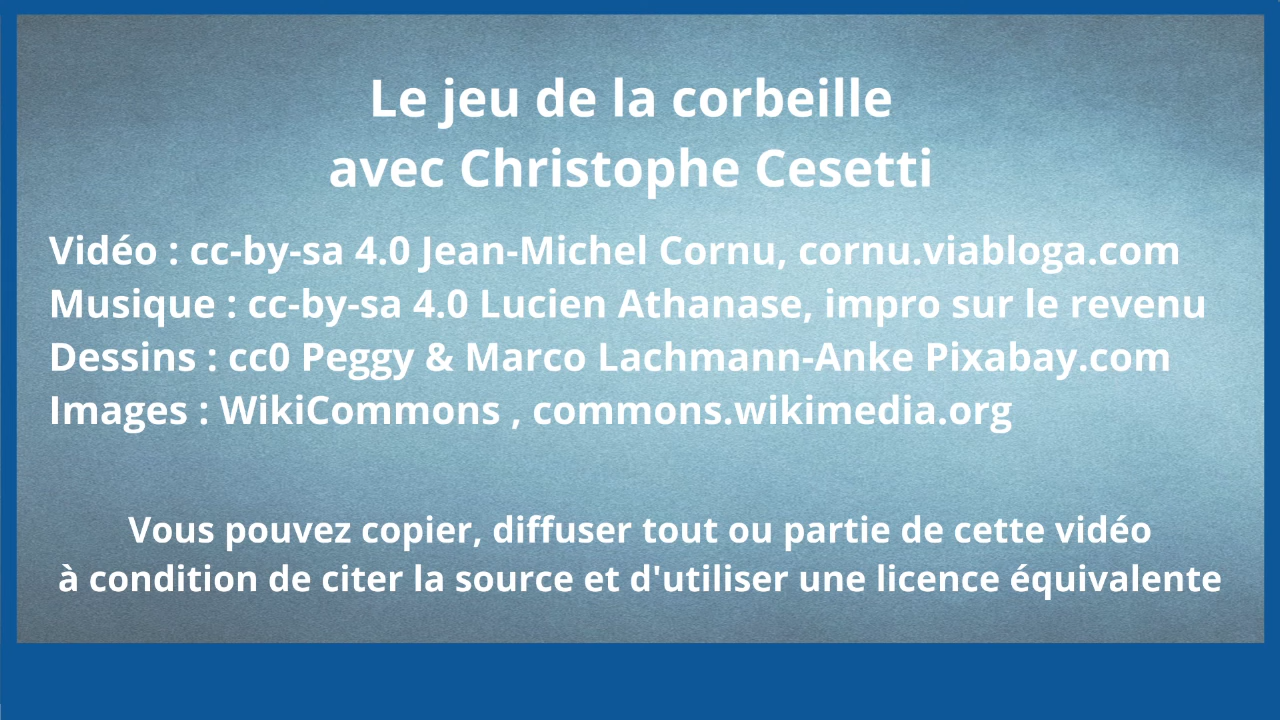 Le jeu de la corbeille
avec Christophe Cesetti
Vidéo : cc-by-sa 4.0 Jean-Michel Cornu, cornu.viabloga.com
Musique : cc-by-sa 4.0 Lucien Athanase, impro sur le revenu
Dessins : cc0 Peggy & Marco Lachmann-Anke Pixabay.com
Images : WikiCommons , commons.wikimedia.org
Vous pouvez copier, diffuser tout ou partie de cette vidéo
à condition de citer la source et d'utiliser une licence équivalente